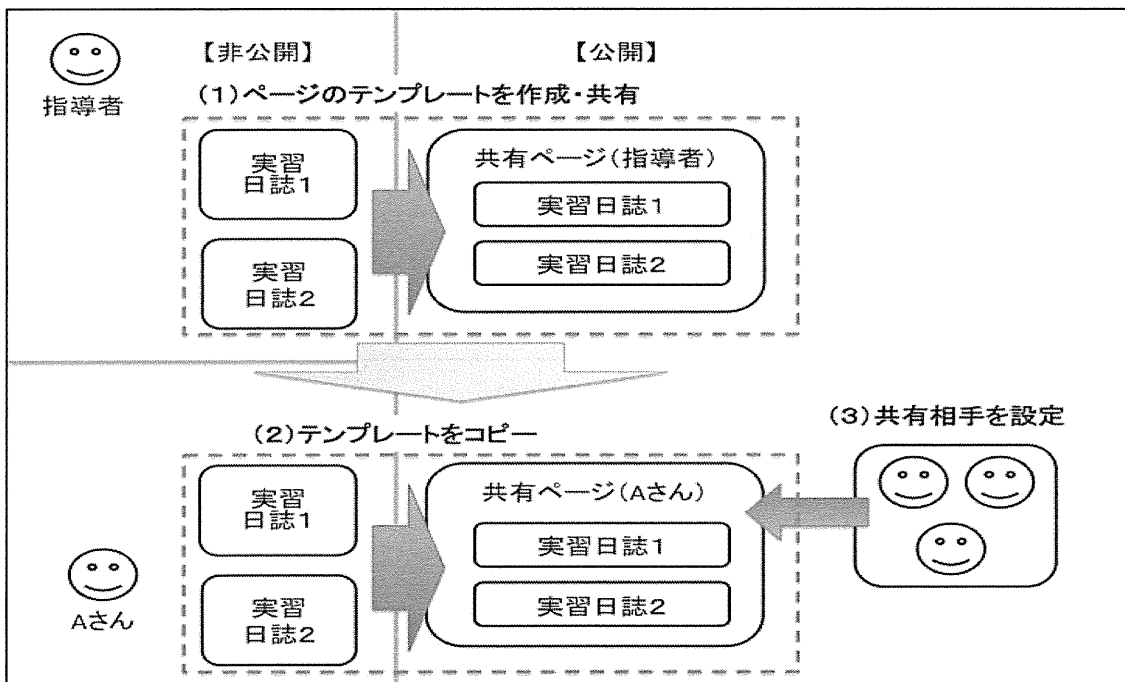 【非公開】
【公開】
指導者
(1)ページのテンプレートを作成・共有
実習
日誌1
実習
日誌2
共有ページ(指導者)
実習日誌1
実習日誌2
(2)テンプレートをコピー
(3)共有相手を設定
Aさん
実習
日誌1
実習
日誌2
共有ページ(Aさん)
実習日誌1
実習日誌2